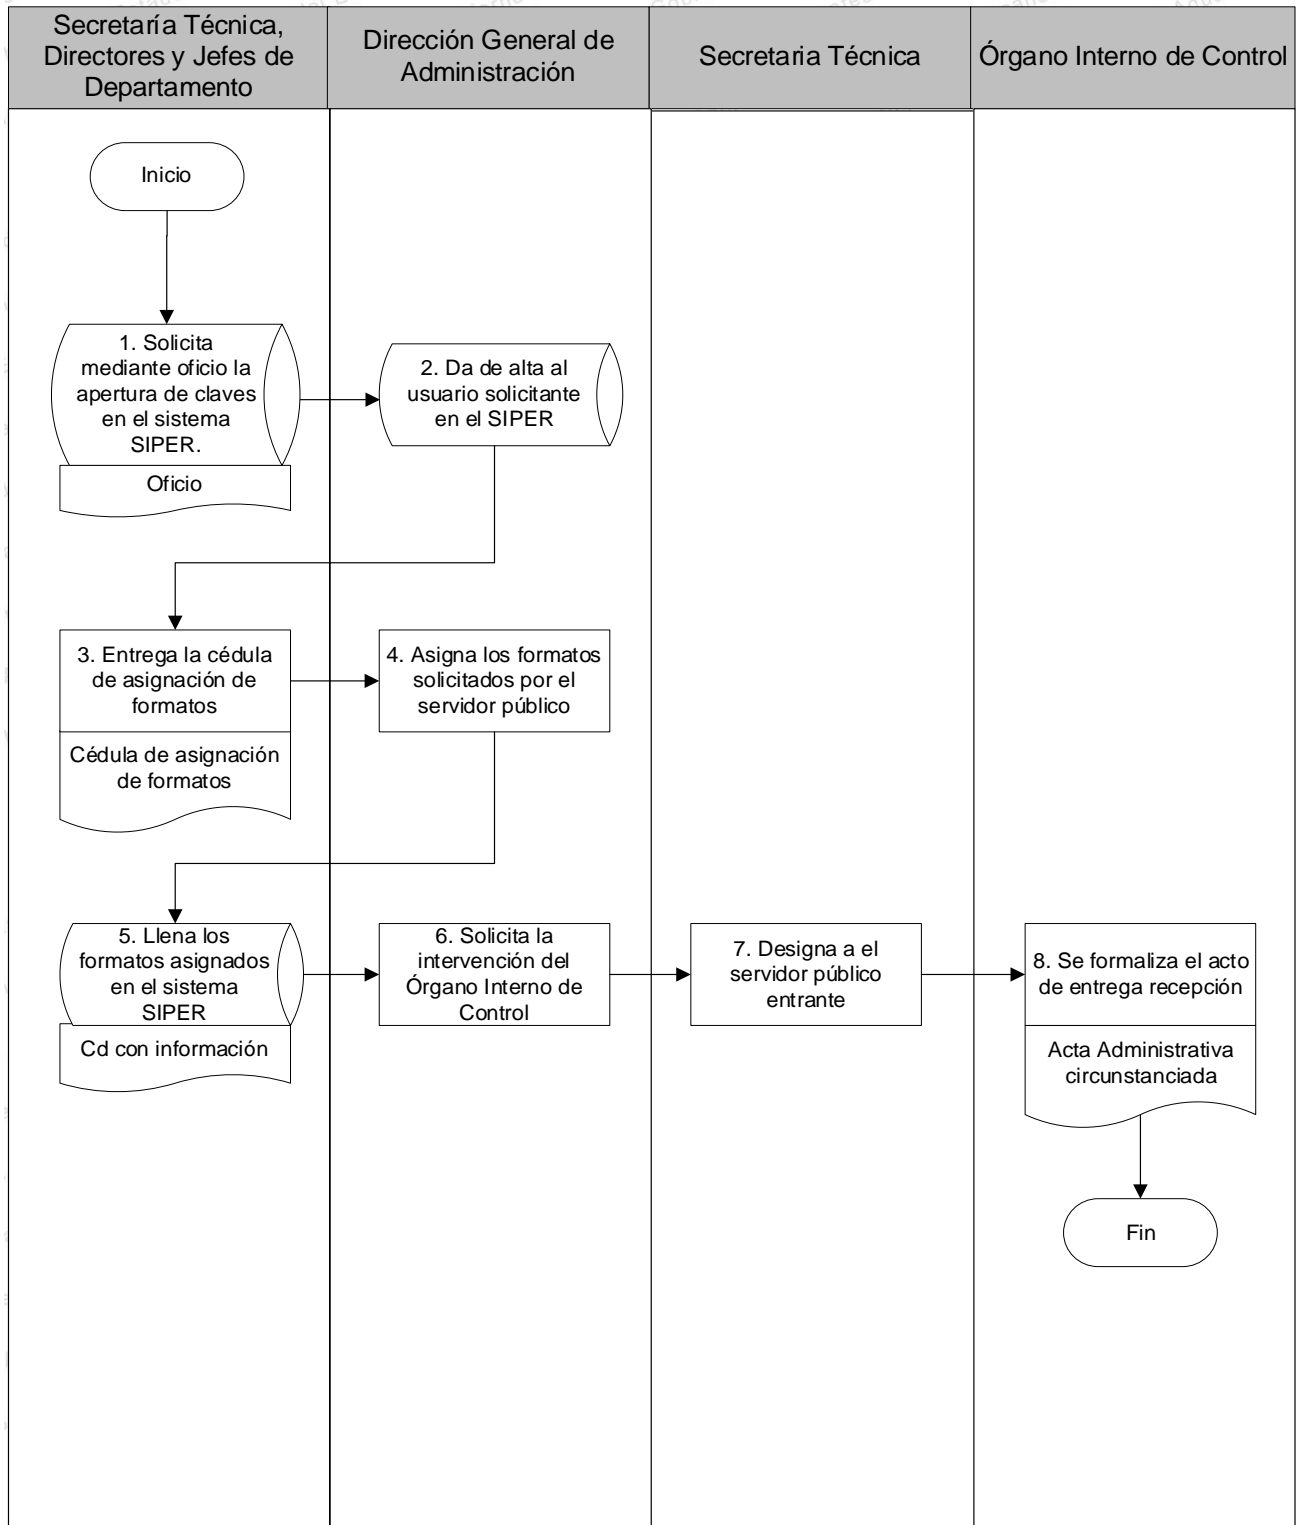 Secretaría Técnica,
Directores y Jefes de
Departamento
Dirección General de
Administración
Secretaria Técnica
Órgano Interno de Control
Inicio
1. Solicita
mediante oficio la
apertura de claves
en el sistema
SIPER.
Oficio
2. Da de alta al
usuario solicitante
en el SIPER
3. Entrega la cédula
de asignación de
formatos
Cédula de asignación
de formatos
4. Asigna los formatos
solicitados por el
servidor público
5. Llena los
formatos asignados
en el sistema
SIPER
Cd con información
6. Solicita la
intervención del
Órgano Interno de
Control
7. Designa a el
servidor público
entrante
8. Se formaliza el acto
de entrega recepción
Acta Administrativa
circunstanciada
Fin